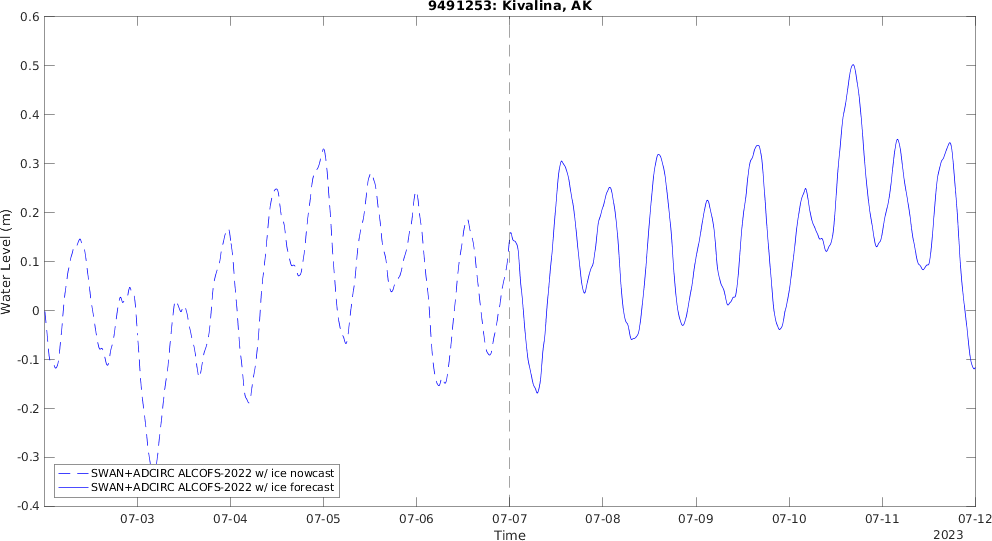 9491253: Kivalina, AK
0.6
0.5
0.4
0.3
0.2
0.1
0
-0.1
-0.2
-0.3
-0.4
Water Level (m)
SWAN+ADCIRC ALCOFS-2022 w/ ice nowcast
SWAN+ADCIRC ALCOFS-2022 w/ ice forecast
07-03 07-04 07-05 07-06 07-07 07-08 07-09 07-10 07-11 07-12
Time
2023